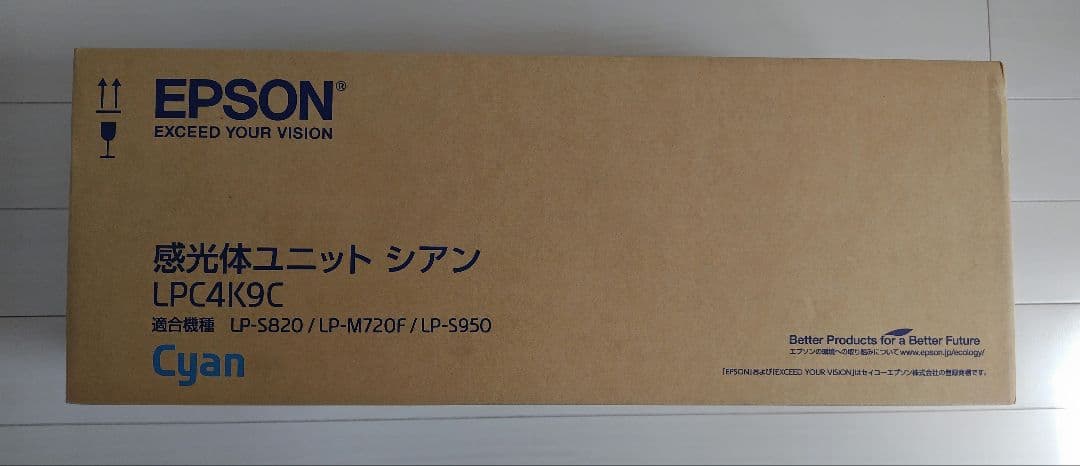 EPSON®
EXCEED YOUR VISION
感光体ユニット シアン
LPC4K9C
適合機種 LP-S820 / LP-M720F / LP-S950
Cyan
Better Products for a Better Future
エプソンの環境への取り組みについて www.epson.jp/ecology/
「EPSON」および「EXCEED YOUR VISION」はセイコーエプソン株式会社の登録商標です。